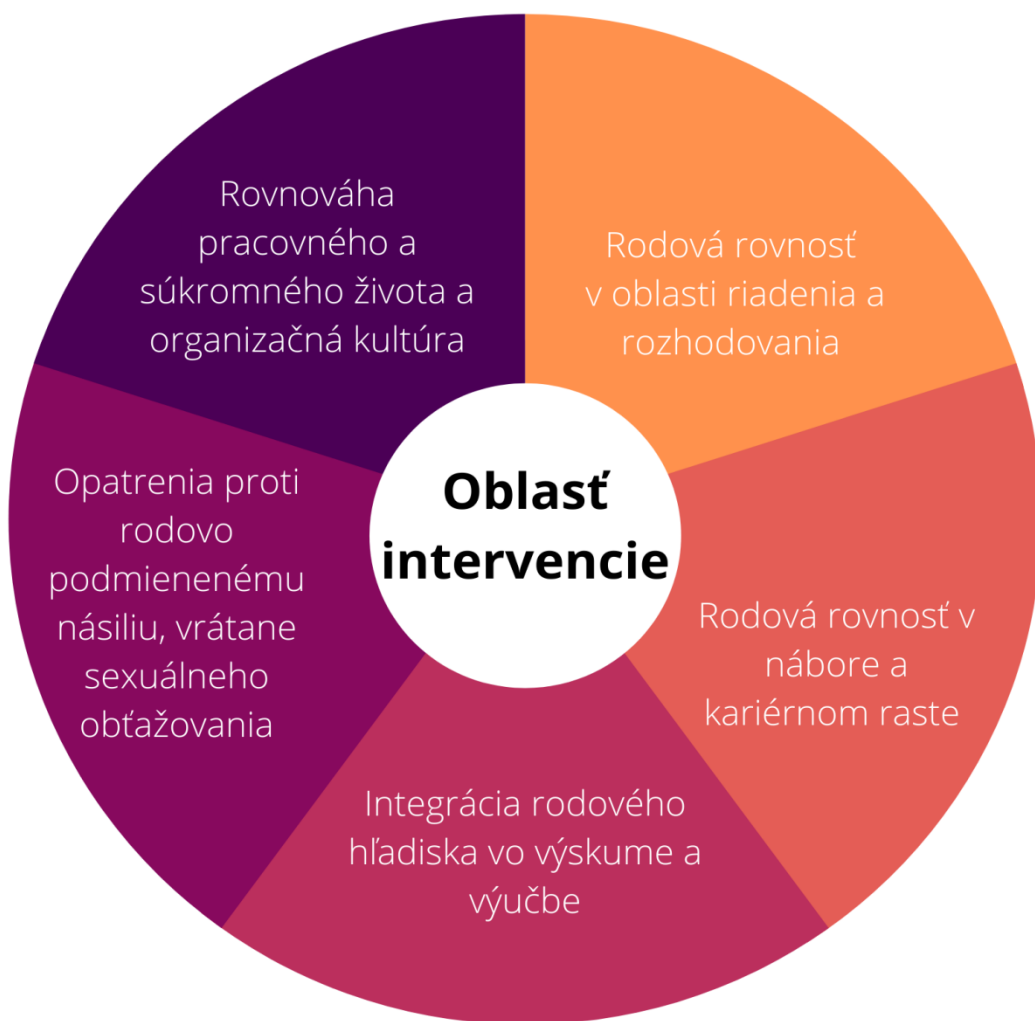 Rovnováha
pracovného a
súkromného života a
organizačná kultúra
Rodová rovnosť
v oblasti riadenia a
rozhodovania
Oblasť
intervencie
Opatrenia proti
rodovo
podmienenému
násiliu, vrátane
sexuálneho
obťažovania
Rodová rovnosť v
nábore a
kariérnom raste
Integrácia rodového
hľadiska vo výskume a
výučbe